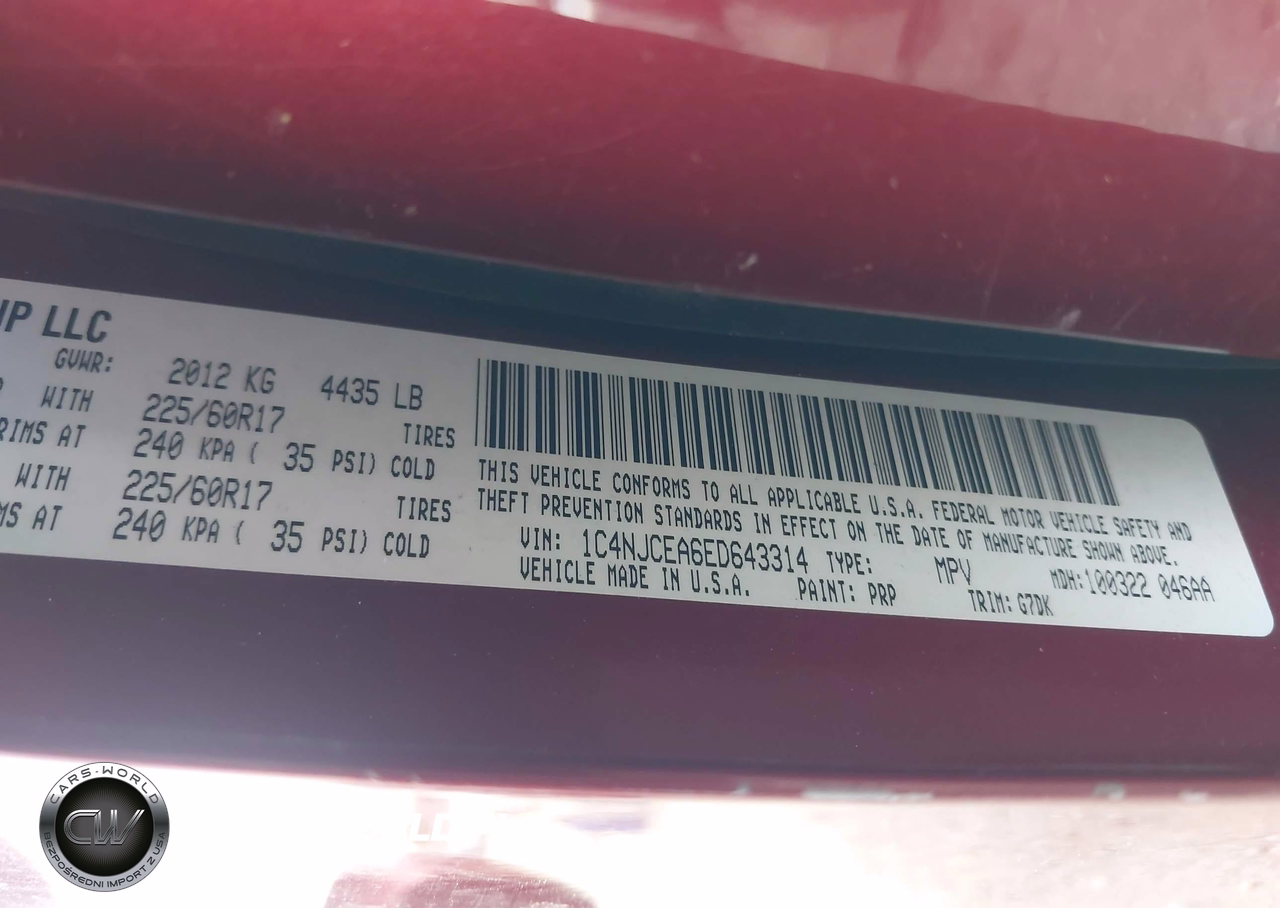 IP LLC
GVWR: 2012 KG 4435 LB
WITH 225/60R17 TIRES
RIMS AT 240 KPA ( 35 PSI) COLD
WITH 225/60R17 TIRES
MS AT 240 KPA ( 35 PSI) COLD
THIS VEHICLE CONFORMS TO ALL APPLICABLE U.S.A. FEDERAL MOTOR VEHICLE SAFETY AND
THEFT PREVENTION STANDARDS IN EFFECT ON THE DATE OF MANUFACTURE SHOWN ABOVE.
VIN: 1C4NJCEA6ED643314 TYPE: MPV MDH: 100322 046AA
VEHICLE MADE IN U.S.A. PAINT: PRP TRIM: G7DK
CARS-WORLD
CW
BEZPOŚREDNI IMPORT Z USA